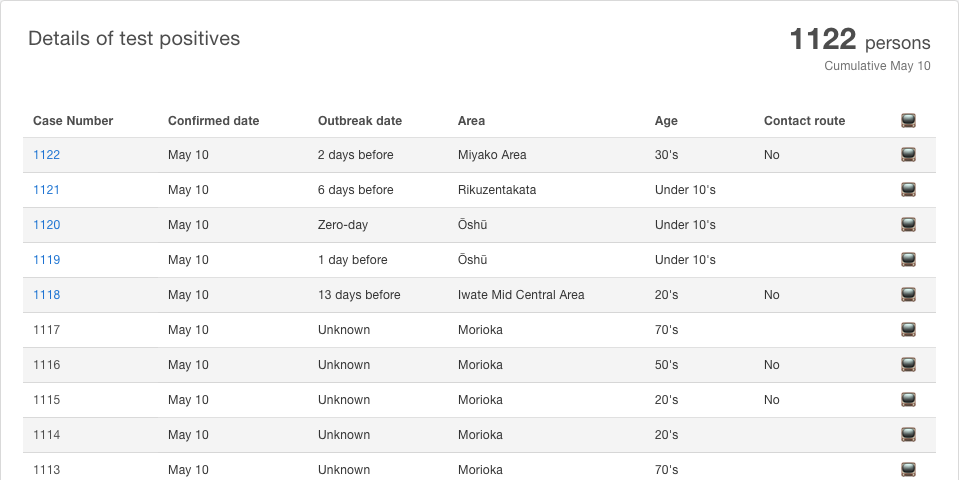 Details of test positives
1122 persons
Cumulative May 10
Case Number Confirmed date Outbreak date Area Age Contact route
1122 May 10 2 days before Miyako Area 30's No
1121 May 10 6 days before Rikuzentakata Under 10's
1120 May 10 Zero-day Ōshū Under 10's
1119 May 10 1 day before Ōshū Under 10's
1118 May 10 13 days before Iwate Mid Central Area 20's No
1117 May 10 Unknown Morioka 70's
1116 May 10 Unknown Morioka 50's No
1115 May 10 Unknown Morioka 20's No
1114 May 10 Unknown Morioka 20's
1113 May 10 Unknown Morioka 70's